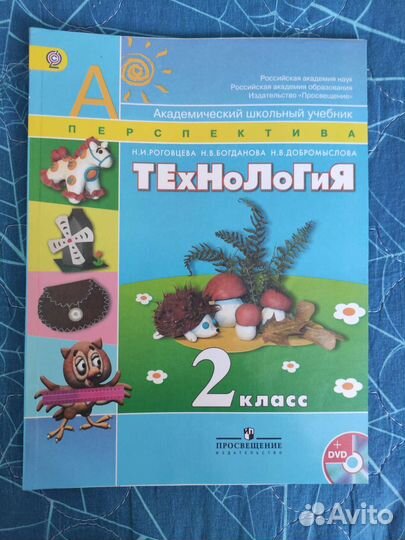 Российская академия наук
Российская академия образования
Издательство «Просвещение»
А
Академический школьный учебник
ПЕРСПЕКТИВА
Н.И.РОГОВЦЕВА Н.В.БОГДАНОВА Н.В.ДОБРОМЫСЛОВА
ТЕхНоЛоГиЯ
2 класс
ПРОСВЕЩЕНИЕ
ИЗДАТЕЛЬСТВО
+
DVD
Avito